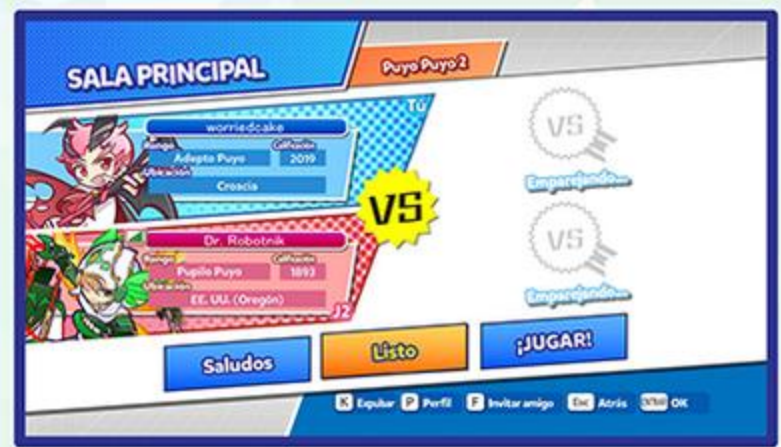 SALA PRINCIPAL
Puyo Puyo 2
Tú
worriedcake
Rango
Calificación
Adepto Puyo
2019
Ubicación
Croacia
VS
Dr. Robotnik
Rango
Calificación
Pupilo Puyo
1893
Ubicación
EE. UU. (Oregón)
J2
VS
Emparejando...
VS
Emparejando...
Saludos
Listo
¡JUGAR!
K Expulsar P Perfil F Invitar amigo Esc Atrás ENTER OK